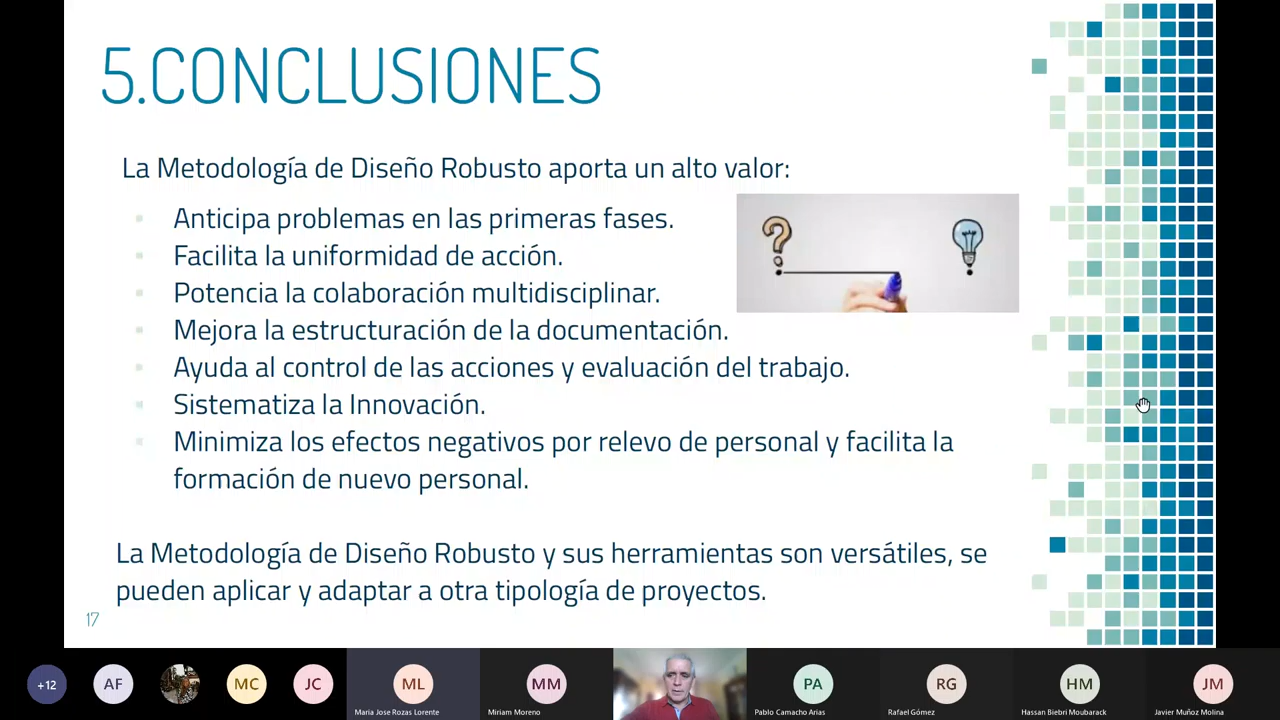 5.CONCLUSIONES
La Metodología de Diseño Robusto aporta un alto valor:
Anticipa problemas en las primeras fases.
Facilita la uniformidad de acción.
Potencia la colaboración multidisciplinar.
Mejora la estructuración de la documentación.
Ayuda al control de las acciones y evaluación del trabajo.
Sistematiza la Innovación.
Minimiza los efectos negativos por relevo de personal y facilita la
formación de nuevo personal.
La Metodología de Diseño Robusto y sus herramientas son versátiles, se
pueden aplicar y adaptar a otra tipología de proyectos.
17
+12 AF MC JC ML MM PA RG HM JM
Maria Jose Rozas Lorente Miriam Moreno Pablo Camacho Arias Rafael Gómez Hassan Biebri Moubarack Javier Muñoz Molina